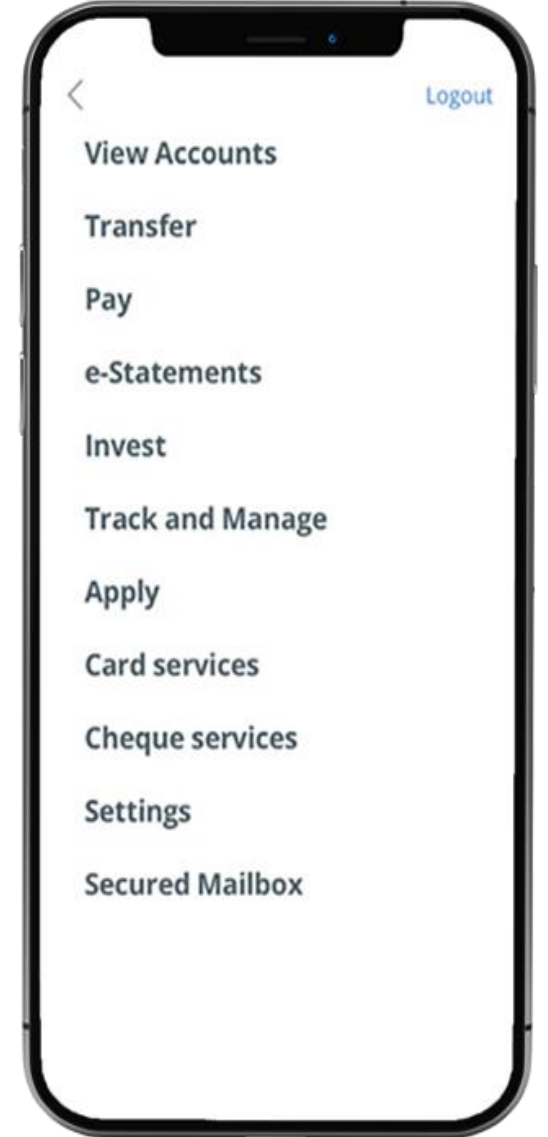 Logout
View Accounts
Transfer
Pay
e-Statements
Invest
Track and Manage
Apply
Card services
Cheque services
Settings
Secured Mailbox